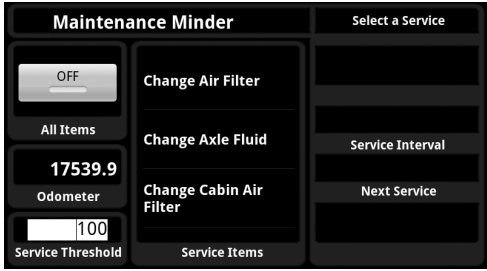 Maintenance Minder
Select a Service
OFF
All Items
17539.9
Odometer
100
Service Threshold
Change Air Filter
Change Axle Fluid
Change Cabin Air
Filter
Service Items
Service Interval
Next Service